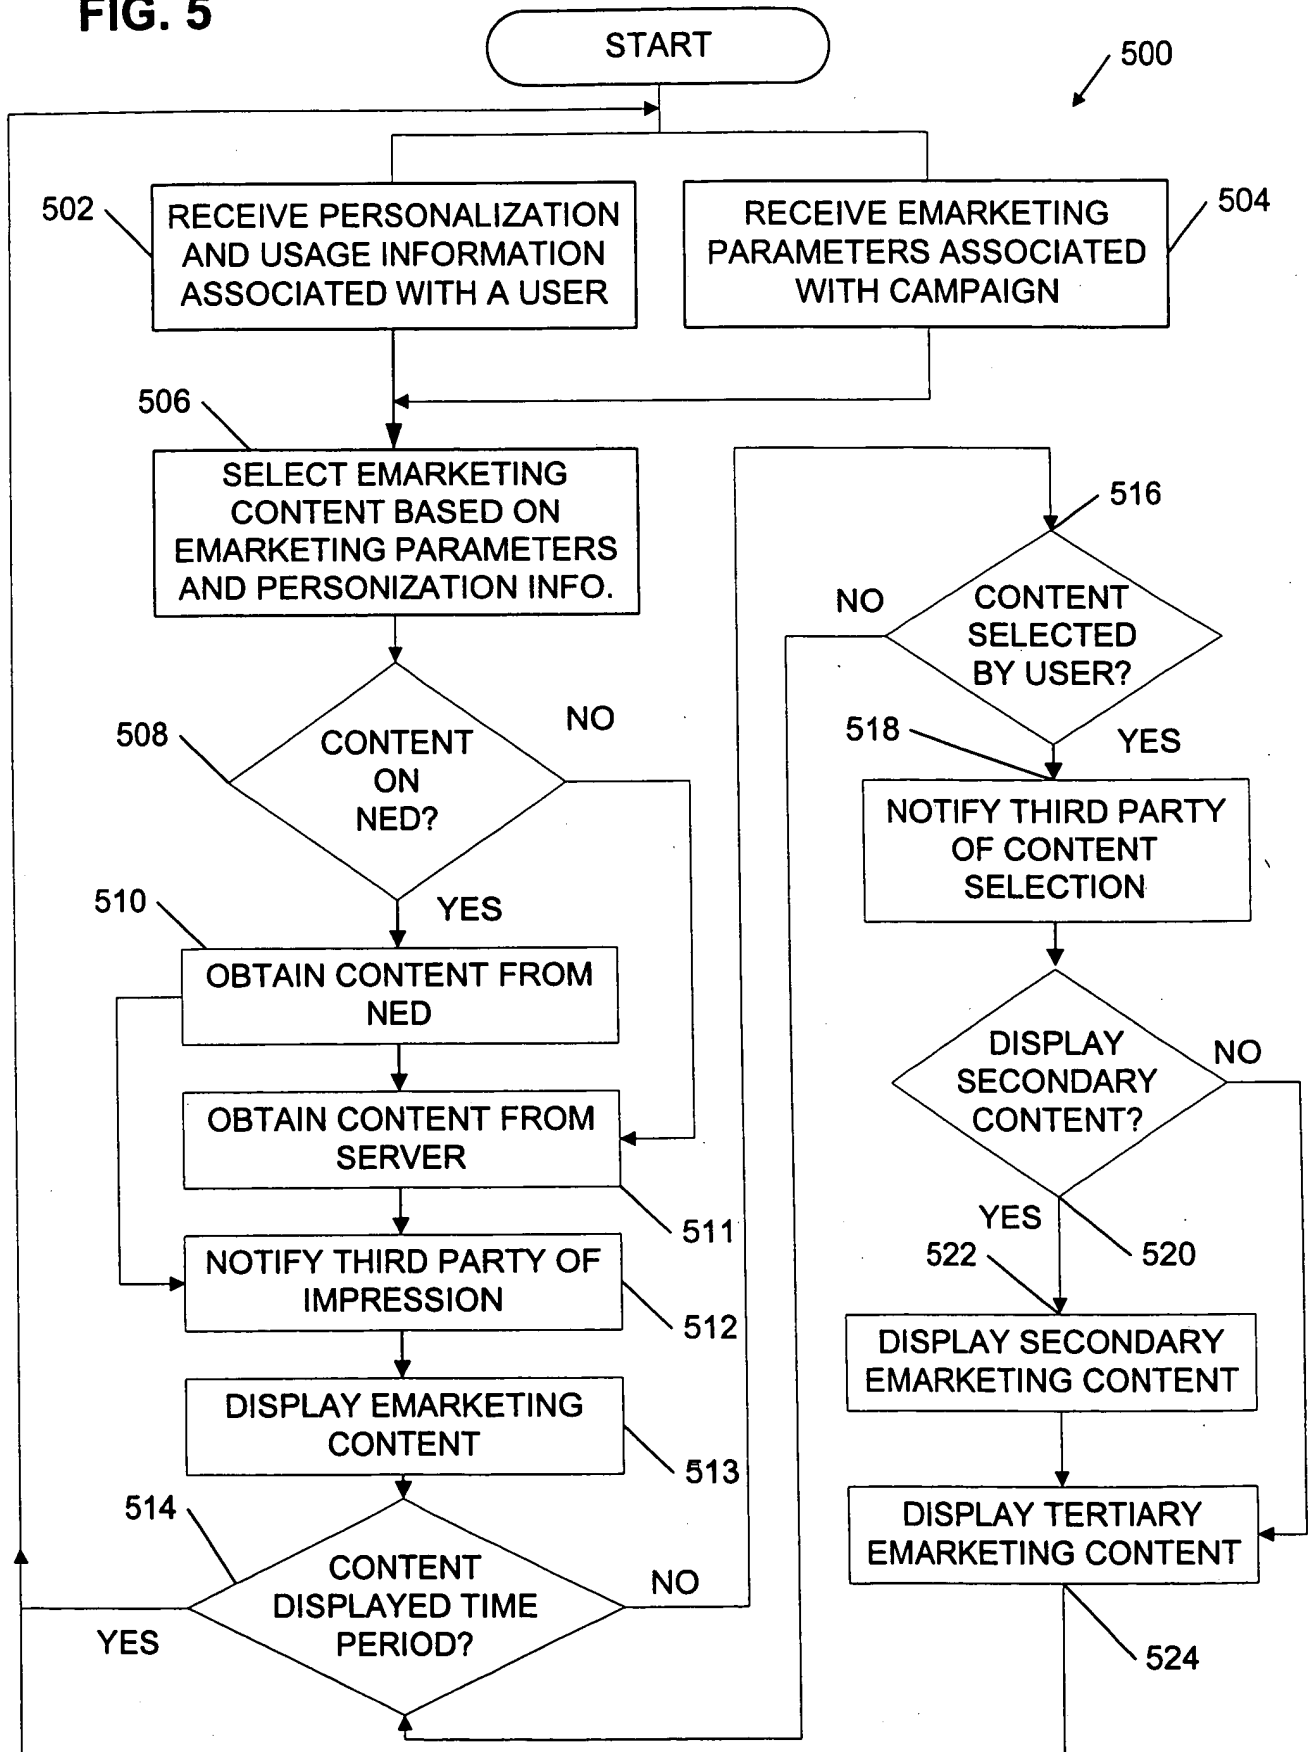 FIG. 5
START
500
502
RECEIVE PERSONALIZATION
AND USAGE INFORMATION
ASSOCIATED WITH A USER
RECEIVE EMARKETING
PARAMETERS ASSOCIATED
WITH CAMPAIGN
504
506
SELECT EMARKETING
CONTENT BASED ON
EMARKETING PARAMETERS
AND PERSONIZATION INFO.
508
CONTENT
ON
NED?
NO
YES
510
OBTAIN CONTENT FROM
NED
OBTAIN CONTENT FROM
SERVER
511
NOTIFY THIRD PARTY OF
IMPRESSION
512
DISPLAY EMARKETING
CONTENT
513
514
CONTENT
DISPLAYED TIME
PERIOD?
NO
YES
516
NO
CONTENT
SELECTED
BY USER?
518
YES
NOTIFY THIRD PARTY
OF CONTENT
SELECTION
DISPLAY
SECONDARY
CONTENT?
NO
YES
520
522
DISPLAY SECONDARY
EMARKETING CONTENT
DISPLAY TERTIARY
EMARKETING CONTENT
524